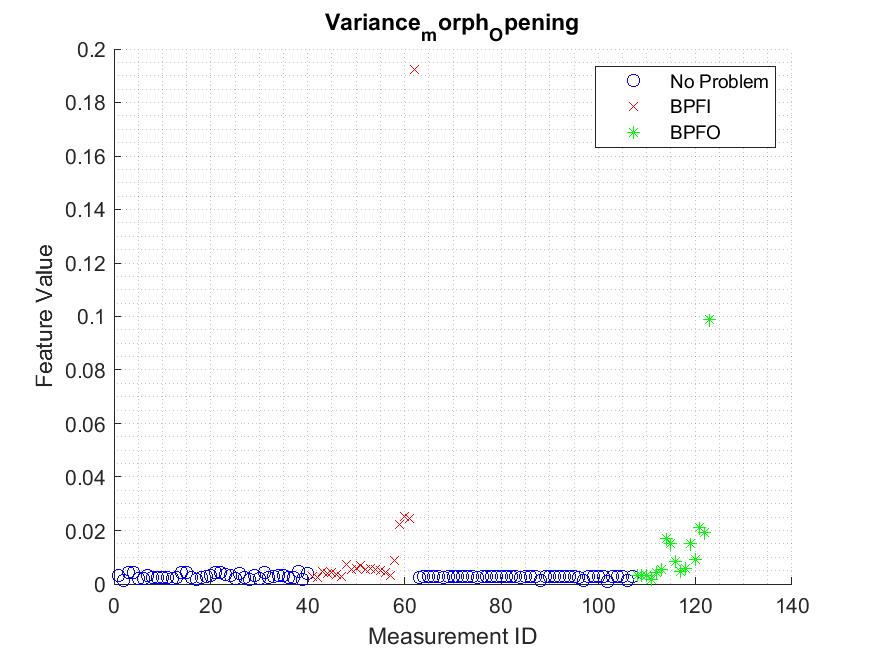 Variance_morph_Opening
0.2
No Problem
BPFI
BPFO
0.18
0.16
0.14
0.12
0.1
0.08
0.06
0.04
0.02
0
Feature Value
0 20 40 60 80 100 120 140
Measurement ID